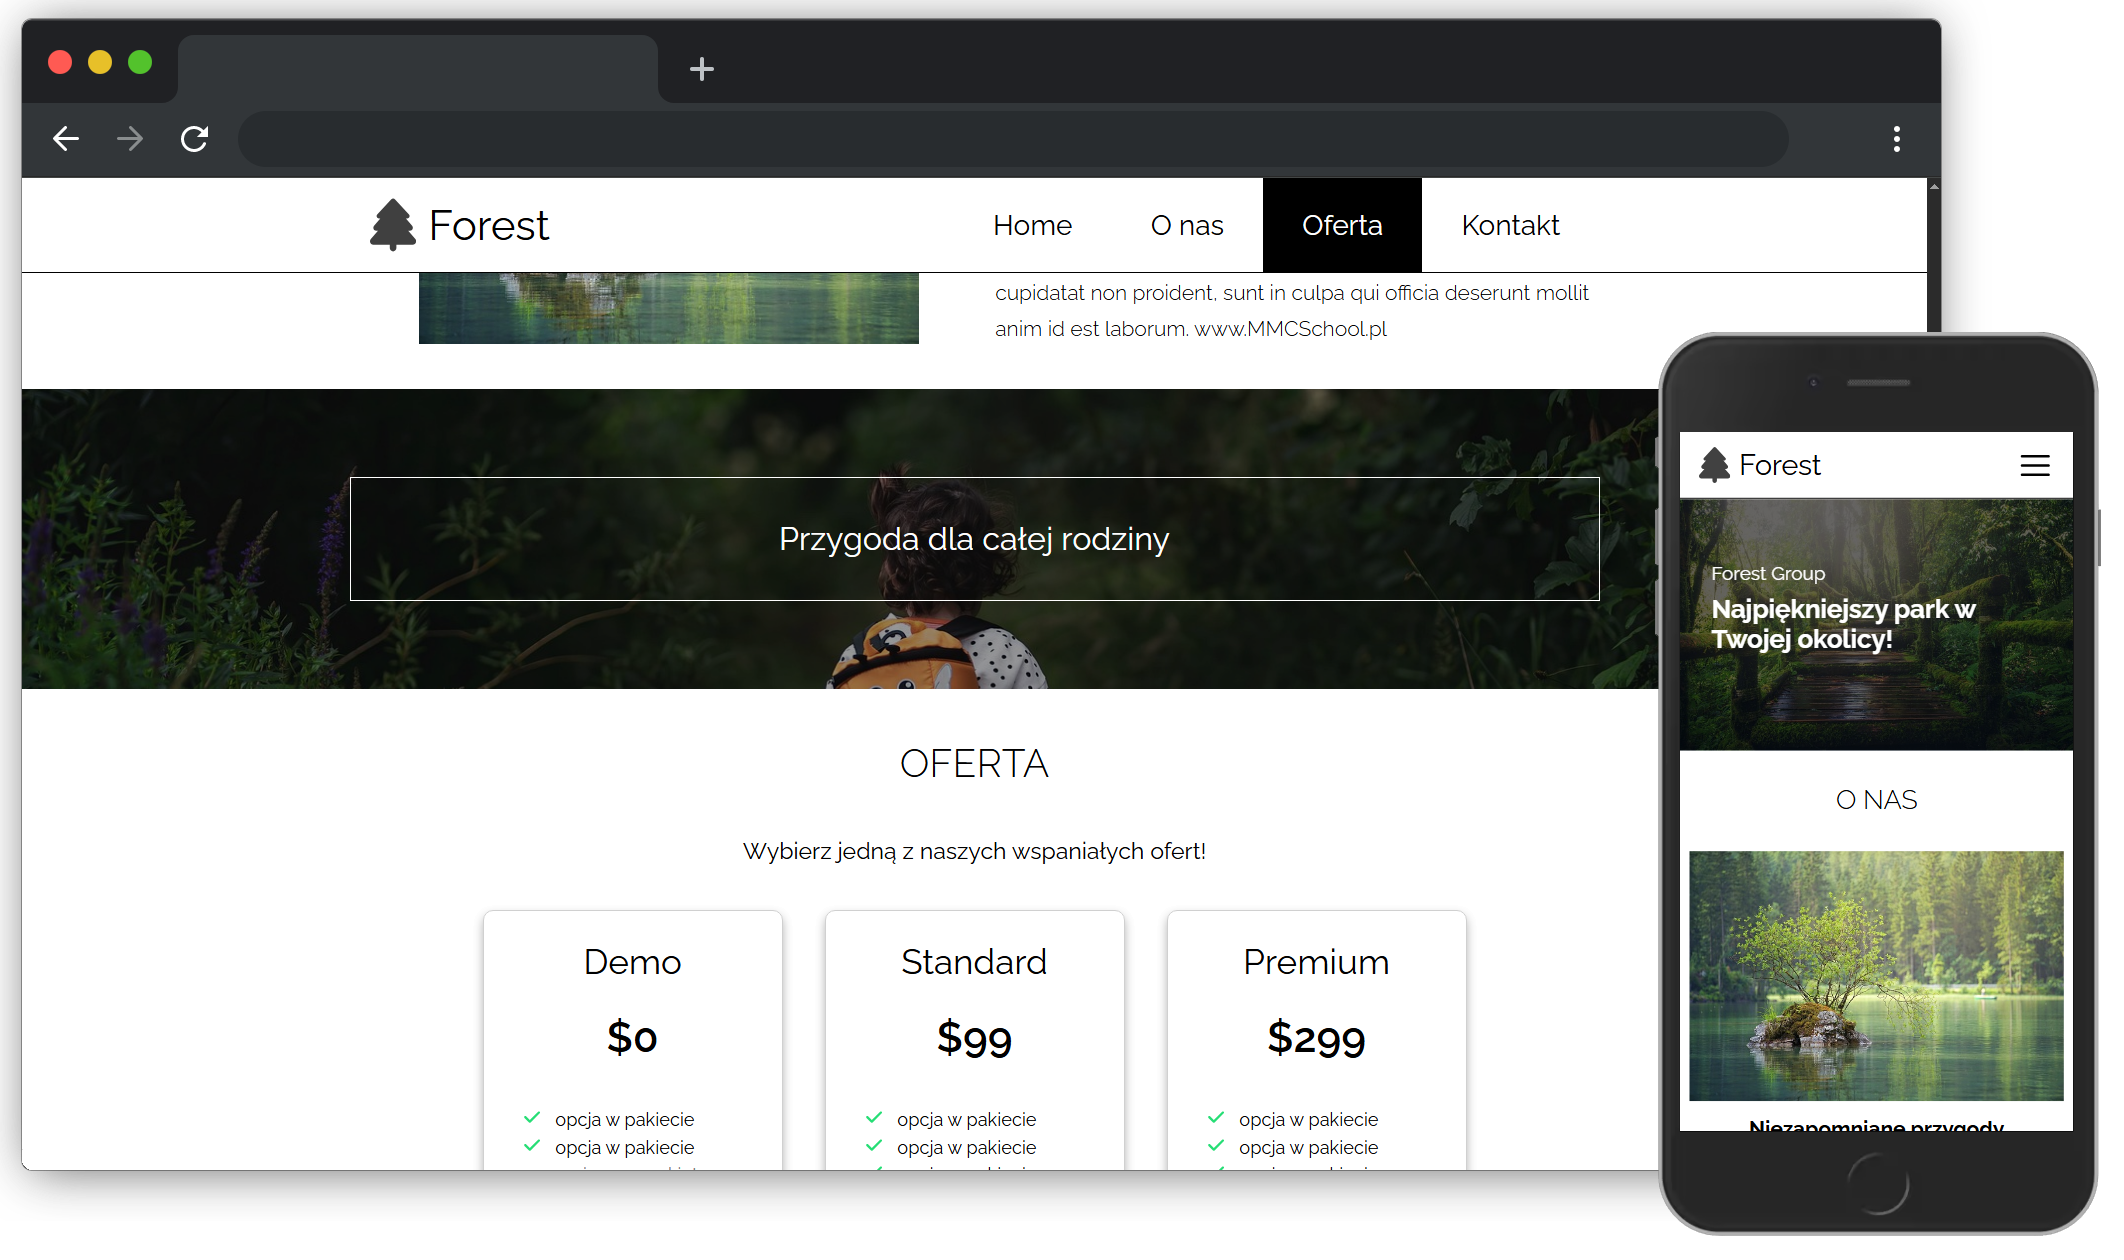 Forest
Home
O nas
Oferta
Kontakt
cupidatat non proident, sunt in culpa qui officia deserunt mollit
anim id est laborum. www.MMCSchool.pl
Przygoda dla całej rodziny
OFERTA
Wybierz jedną z naszych wspaniałych ofert!
Demo
$0
opcja w pakiecie
opcja w pakiecie
Standard
$99
opcja w pakiecie
opcja w pakiecie
Premium
$299
opcja w pakiecie
opcja w pakiecie
Forest
Forest Group
Najpiękniejszy park w
Twojej okolicy!
O NAS
Niezapomniane przygody